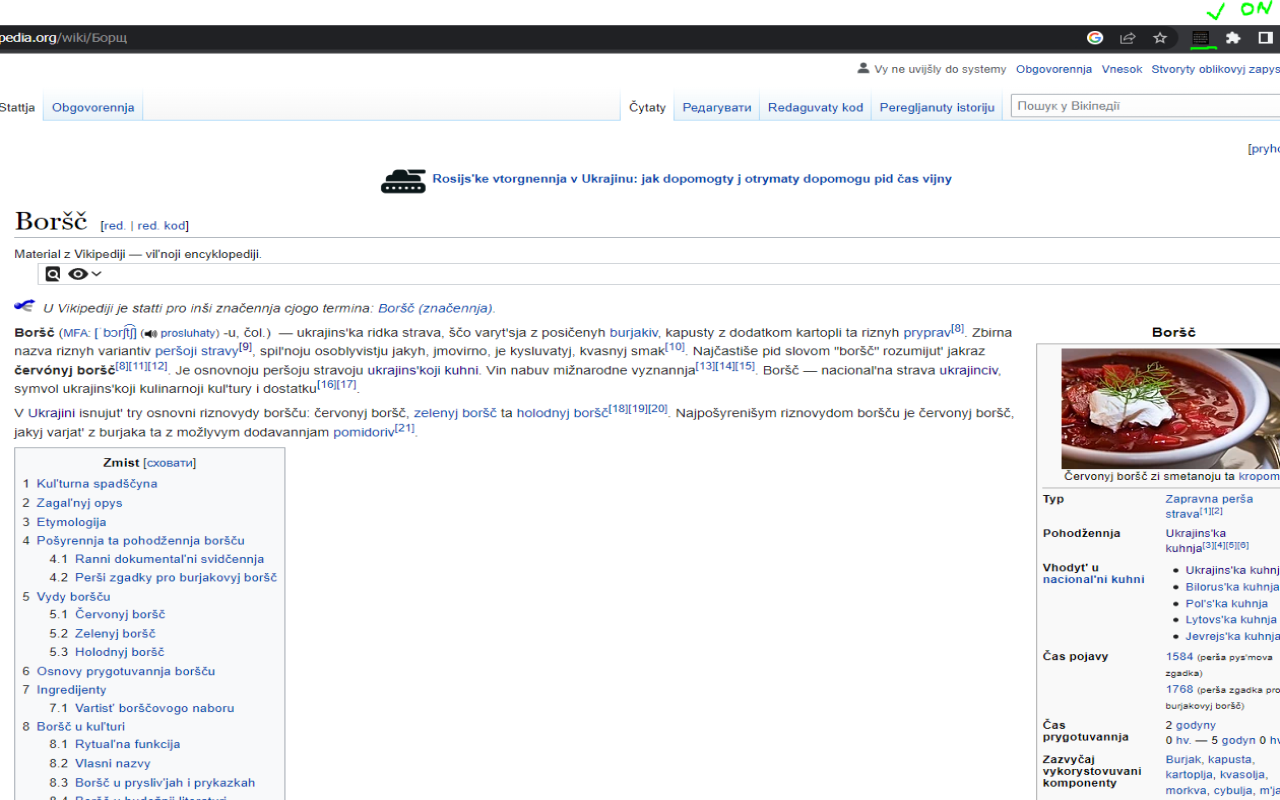 ✓ ON
pedia.org/wiki/Борщ
Vy ne uvijšly do systemy Obgovorennja Vnesok Stvoryty oblikovyj zapys
Stattja Obgovorennja Čytaty Редагувати Redaguvaty kod Peregljanuty istoriju Пошук у Вікіпедії
[pryho
Rosijs'ke vtorgnennja v Ukrajinu: jak dopomogty j otrymaty dopomogu pid čas vijny
Boršč [red. | red. kod]
Material z Vikipediji — vil'noji encyklopediji.
U Vikipediji je statti pro inši značennja cjogo termina: Boršč (značennja).
Boršč (MFA: [ˈbɔrʃt͡ʃ] (prosluhaty) -u, čol.) — ukrajins'ka ridka strava, ščo varyt'sja z posičenyh burjakiv, kapusty z dodatkom kartopli ta riznyh pryprav[8]. Zbirna
nazva riznyh variantiv peršoji stravy[9], spil'noju osoblyvistju jakyh, jmovirno, je kysluvatyj, kvasnyj smak[10]. Najčastiše pid slovom "boršč" rozumijut' jakraz
červónyj boršč[8][11][12]. Je osnovnoju peršoju stravoju ukrajins'koji kuhni. Vin nabuv mižnarodne vyznannja[13][14][15]. Boršč — nacional'na strava ukrajinciv,
symvol ukrajins'koji kulinarnoji kul'tury i dostatku[16][17].
V Ukrajini isnujut' try osnovni riznovydy boršču: červonyj boršč, zelenyj boršč ta holodnyj boršč[18][19][20]. Najpošyrenišym riznovydom boršču je červonyj boršč,
jakyj varjat' z burjaka ta z možlyvym dodavannjam pomidoriv[21].
Zmist [сховати]
1 Kul'turna spadščyna
2 Zagal'nyj opys
3 Etymologija
4 Pošyrennja ta pohodžennja boršču
4.1 Ranni dokumental'ni svidčennja
4.2 Perši zgadky pro burjakovyj boršč
5 Vydy boršču
5.1 Červonyj boršč
5.2 Zelenyj boršč
5.3 Holodnyj boršč
6 Osnovy prygotuvannja boršču
7 Ingredijenty
7.1 Vartist' borščovogo naboru
8 Boršč u kul'turi
8.1 Rytual'na funkcija
8.2 Vlasni nazvy
8.3 Boršč u prysliv'jah i prykazkah
8.4 Boršč u hudožnij literaturi
Boršč
Červonyj boršč zi smetanoju ta kropom
Typ Zapravna perša
strava[1][2]
Pohodžennja Ukrajins'ka
kuhnja[3][4][5][6]
Vhodyt' u
nacional'ni kuhni
Ukrajins'ka kuhnj
Bilorus'ka kuhnja
Pol's'ka kuhnja
Lytovs'ka kuhnja
Jevrejs'ka kuhnja
Čas pojavy 1584 (perša pys'mova
zgadka)
1768 (perša zgadka pro
burjakovyj boršč)
Čas
prygotuvannja
2 godyny
0 hv. — 5 godyn 0 hv
Zazvyčaj
vykorystovuvani
komponenty
Burjak, kapusta,
kartoplja, kvasolja,
morkva, cybulja, m'ja